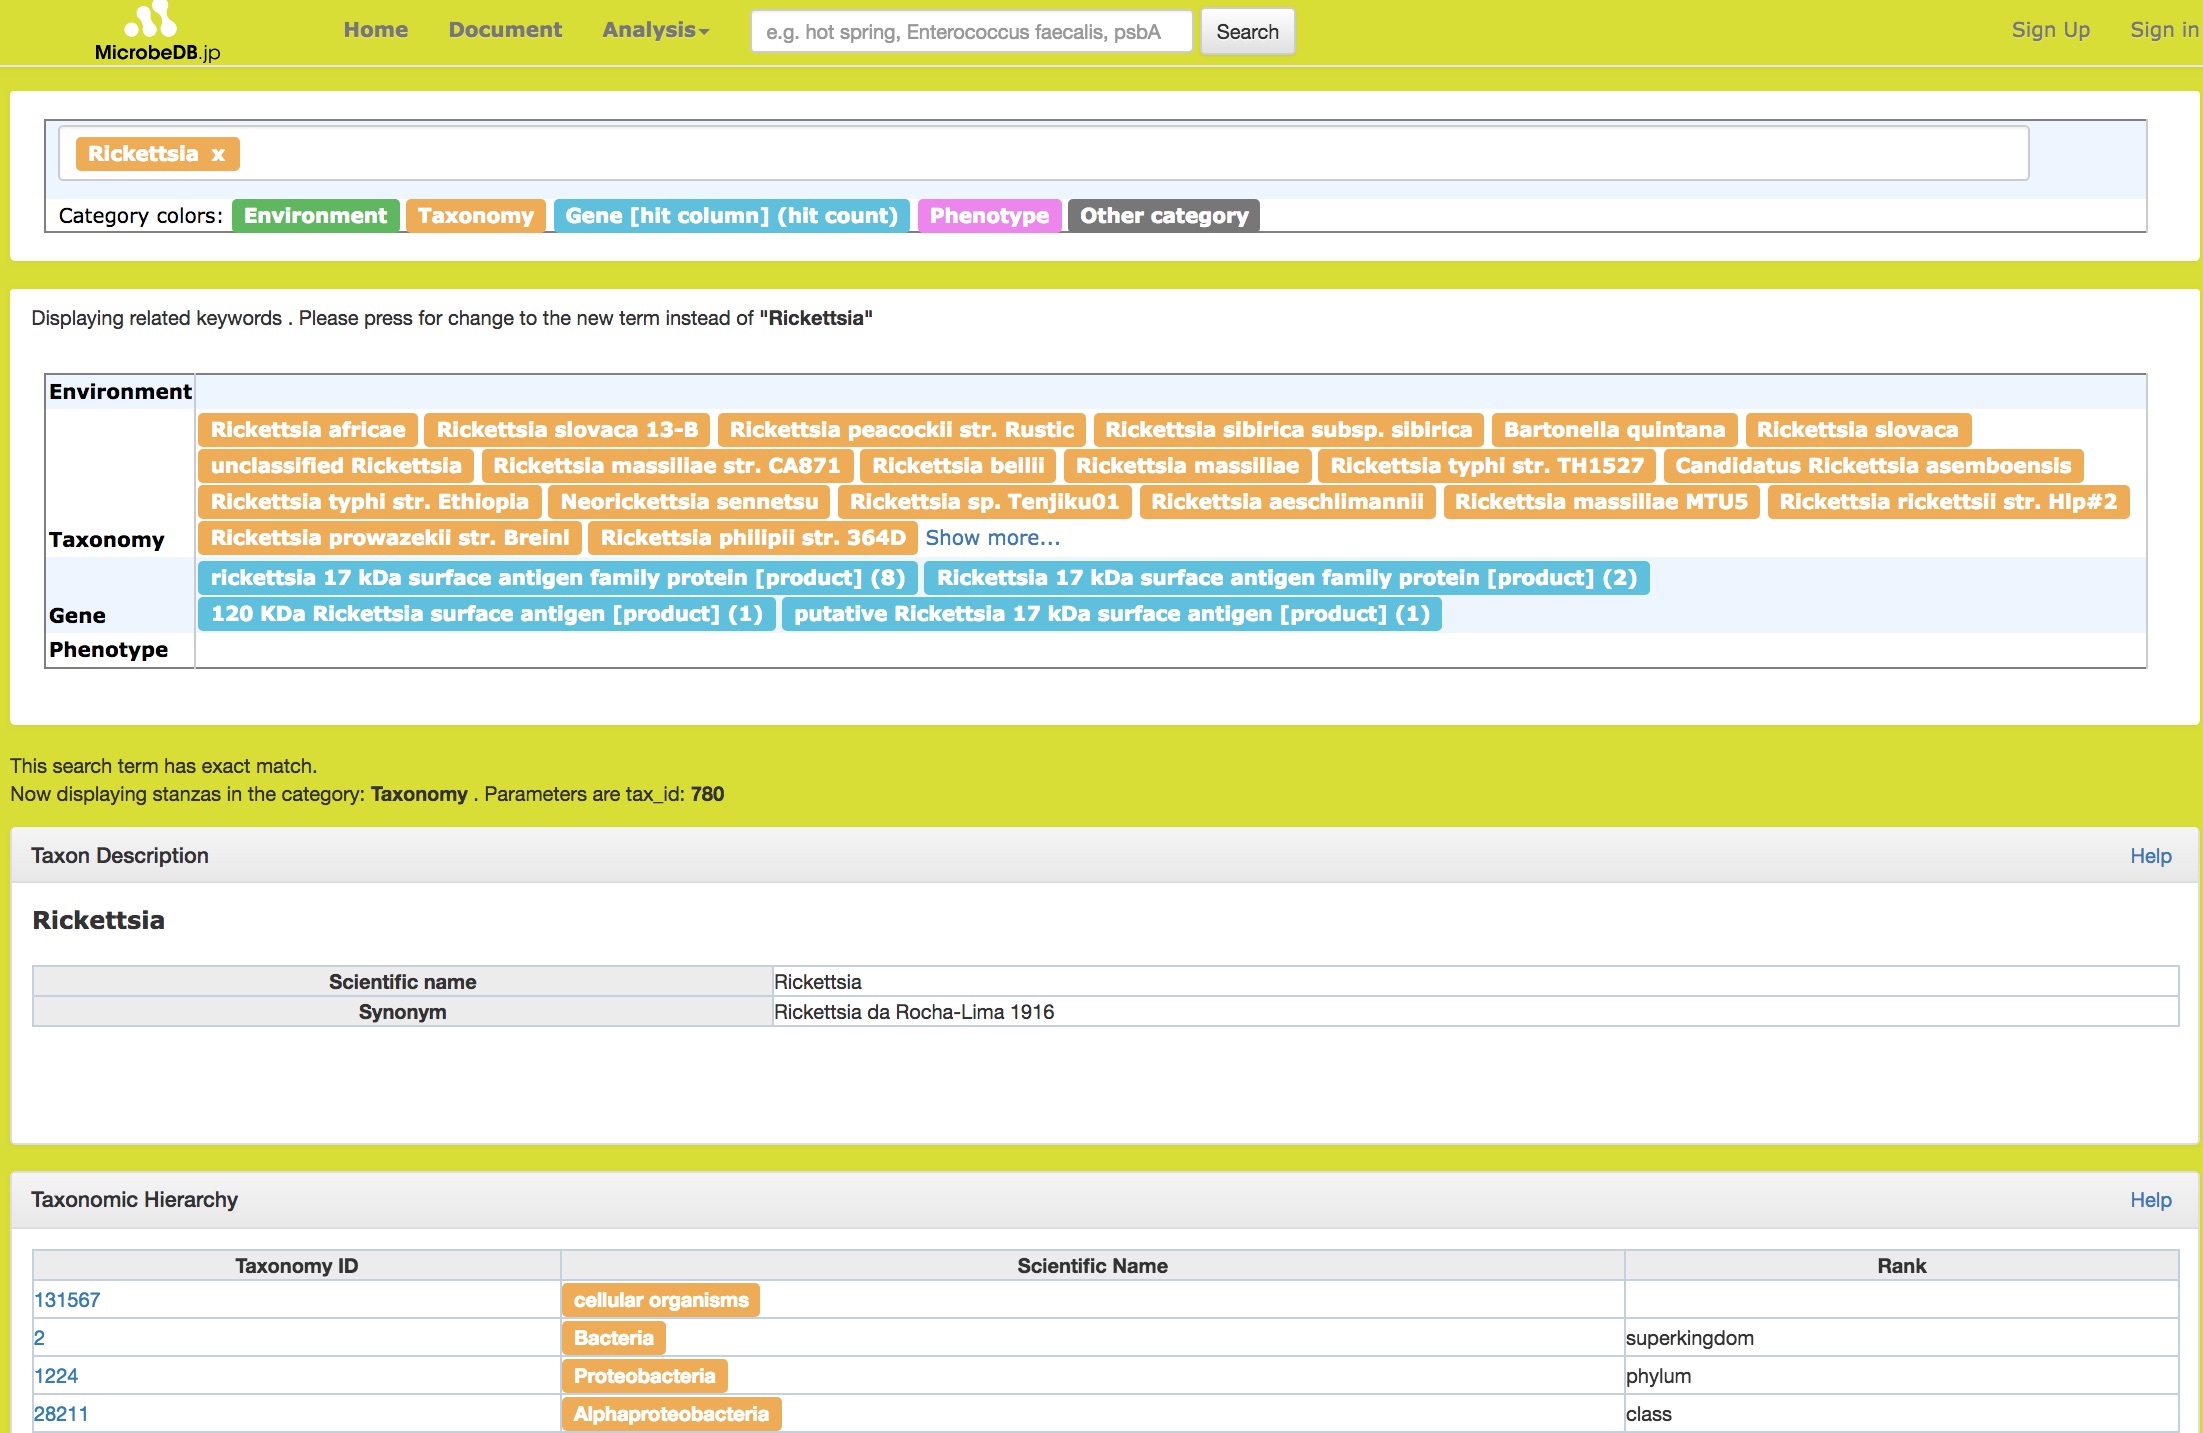 MicrobeDB.jp
Home Document Analysis e.g. hot spring, Enterococcus faecalis, psbA Search Sign Up Sign in
Rickettsia x
Category colors: Environment Taxonomy Gene [hit column] (hit count) Phenotype Other category
Displaying related keywords . Please press for change to the new term instead of "Rickettsia"
Environment
Rickettsia africae Rickettsia slovaca 13-B Rickettsia peacockii str. Rustic Rickettsia sibirica subsp. sibirica Bartonella quintana Rickettsia slovaca
unclassified Rickettsia Rickettsia massiliae str. CA871 Rickettsia bellii Rickettsia massiliae Rickettsia typhi str. TH1527 Candidatus Rickettsia asemboensis
Rickettsia typhi str. Ethiopia Neorickettsia sennetsu Rickettsia sp. Tenjiku01 Rickettsia aeschlimannii Rickettsia massiliae MTU5 Rickettsia rickettsii str. Hlp#2
Taxonomy Rickettsia prowazekii str. Breinl Rickettsia philipii str. 364D Show more...
rickettsia 17 kDa surface antigen family protein [product] (8) Rickettsia 17 kDa surface antigen family protein [product] (2)
Gene 120 KDa Rickettsia surface antigen [product] (1) putative Rickettsia 17 kDa surface antigen [product] (1)
Phenotype
This search term has exact match.
Now displaying stanzas in the category: Taxonomy . Parameters are tax_id: 780
Taxon Description Help
Rickettsia
Scientific name Rickettsia
Synonym Rickettsia da Rocha-Lima 1916
Taxonomic Hierarchy Help
Taxonomy ID Scientific Name Rank
131567 cellular organisms
2 Bacteria superkingdom
1224 Proteobacteria phylum
28211 Alphaproteobacteria class